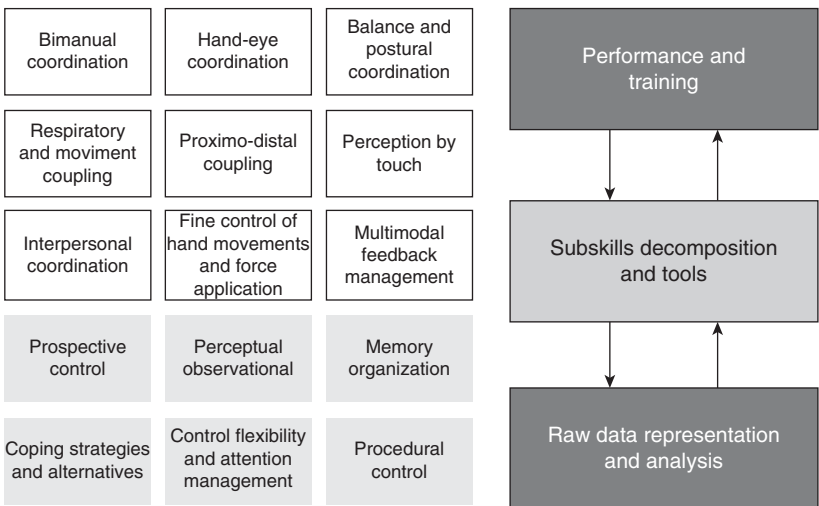 Bimanual
coordination
Hand-eye
coordination
Balance and
postural
coordination
Respiratory
and moviment
coupling
Proximo-distal
coupling
Perception by
touch
Interpersonal
coordination
Fine control of
hand movements
and force
application
Multimodal
feedback
management
Prospective
control
Perceptual
observational
Memory
organization
Coping strategies
and alternatives
Control flexibility
and attention
management
Procedural
control
Performance and
training
Subskills decomposition
and tools
Raw data representation
and analysis